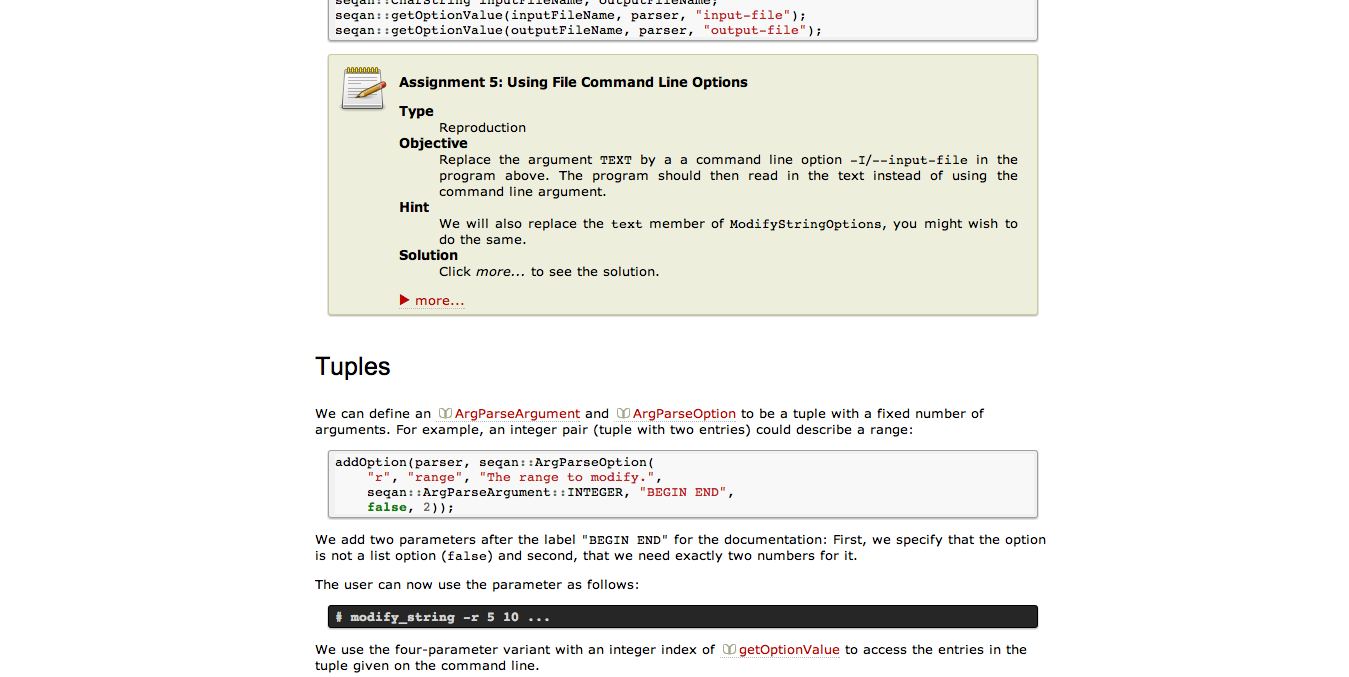 seqan::CharString inputFileName, outputFileName;
seqan::getOptionValue(inputFileName, parser, "input-file");
seqan::getOptionValue(outputFileName, parser, "output-file");
Assignment 5: Using File Command Line Options
Type
Reproduction
Objective
Replace the argument TEXT by a a command line option -I/--input-file in the
program above. The program should then read in the text instead of using the
command line argument.
Hint
We will also replace the text member of ModifyStringOptions, you might wish to
do the same.
Solution
Click more... to see the solution.
more...
Tuples
We can define an ArgParseArgument and ArgParseOption to be a tuple with a fixed number of
arguments. For example, an integer pair (tuple with two entries) could describe a range:
addOption(parser, seqan::ArgParseOption(
"r", "range", "The range to modify.",
seqan::ArgParseArgument::INTEGER, "BEGIN END",
false, 2));
We add two parameters after the label "BEGIN END" for the documentation: First, we specify that the option
is not a list option (false) and second, that we need exactly two numbers for it.
The user can now use the parameter as follows:
# modify_string -r 5 10 ...
We use the four-parameter variant with an integer index of getOptionValue to access the entries in the
tuple given on the command line.